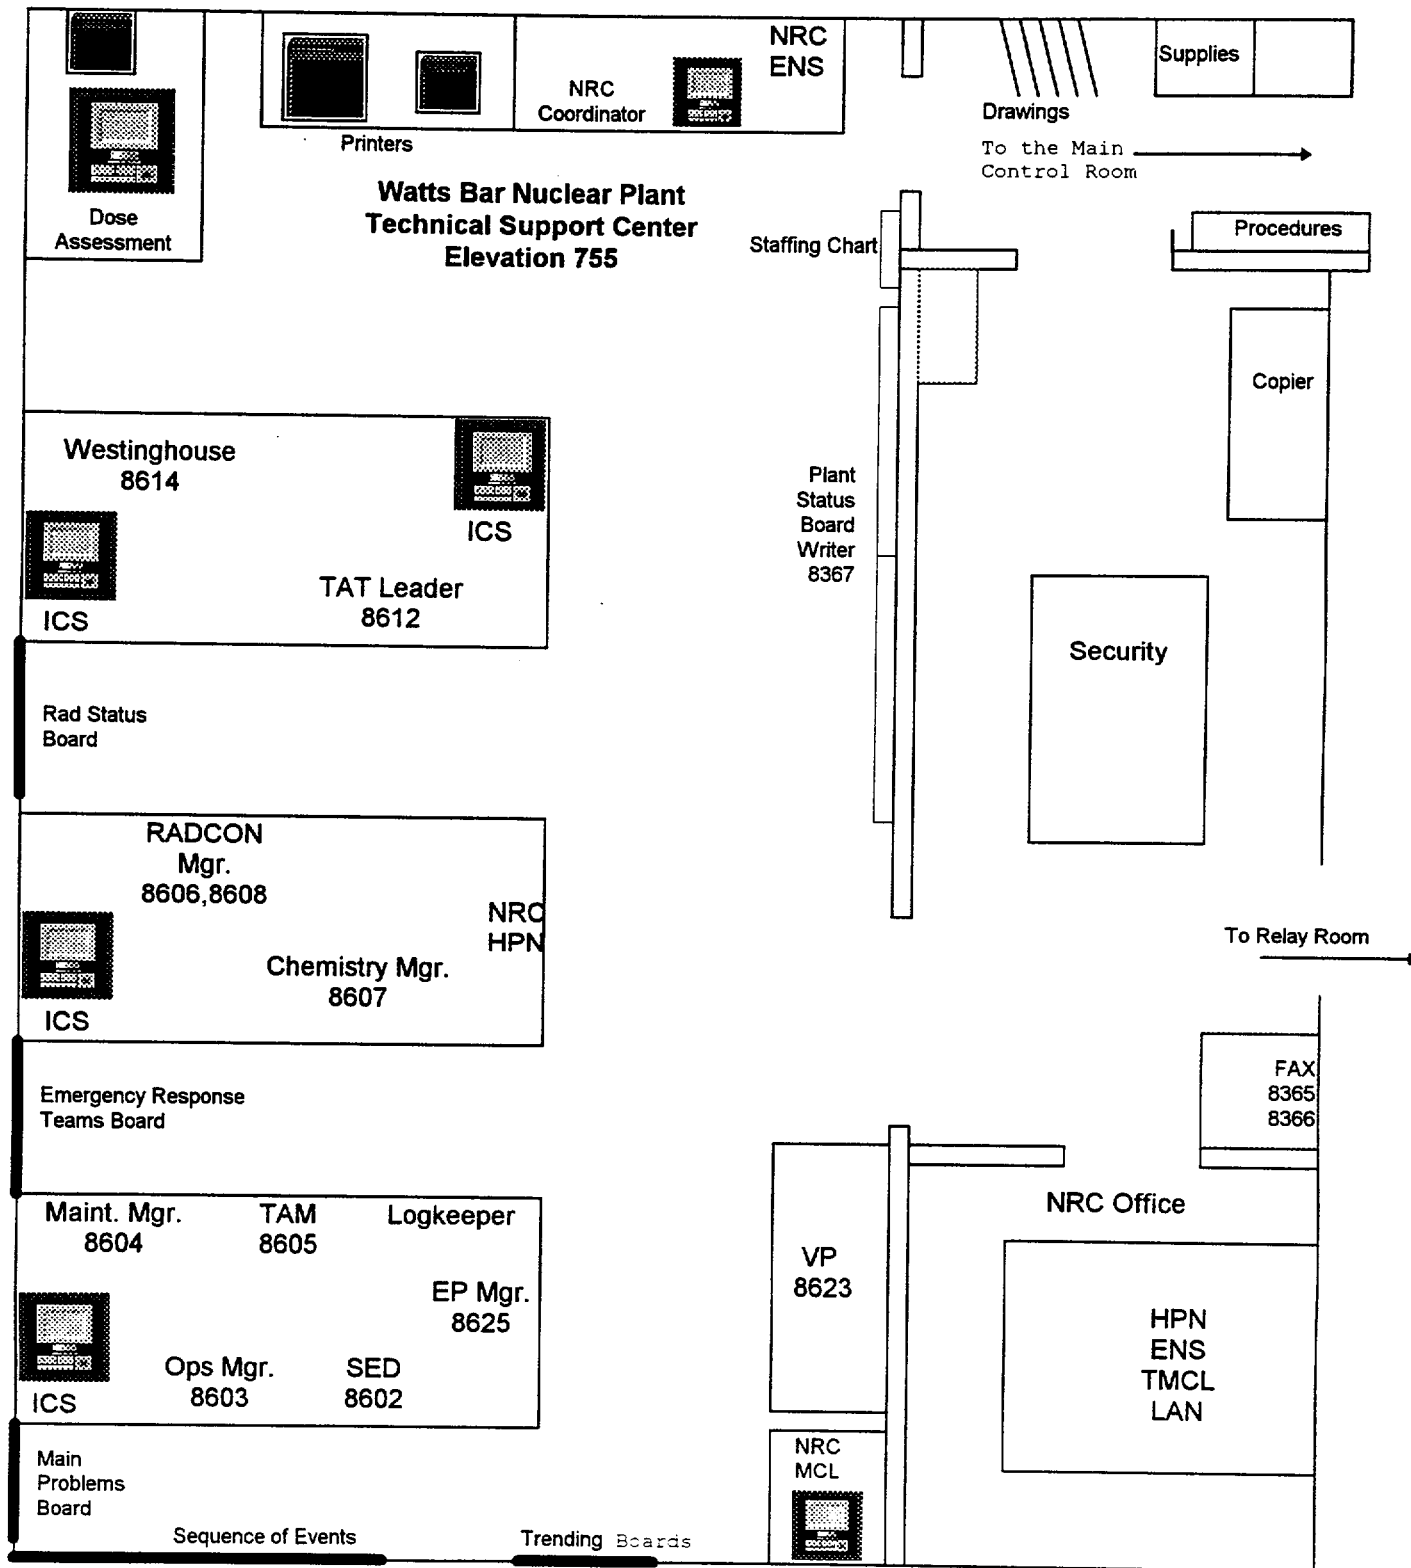 NRC
ENS
NRC
Coordinator
Supplies
Drawings
Printers
To the Main
Control Room
Dose
Assessment
Watts Bar Nuclear Plant
Technical Support Center
Elevation 755
Staffing Chart
Procedures
Copier
Westinghouse
8614
ICS
ICS
TAT Leader
8612
Plant
Status
Board
Writer
8367
Security
Rad Status
Board
RADCON
Mgr.
8606,8608
NRC
HPN
Chemistry Mgr.
8607
ICS
To Relay Room
Emergency Response
Teams Board
FAX
8365
8366
Maint. Mgr.
8604
TAM
8605
Logkeeper
EP Mgr.
8625
Ops Mgr.
8603
SED
8602
ICS
VP
8623
NRC Office
HPN
ENS
TMCL
LAN
Main
Problems
Board
NRC
MCL
Sequence of Events
Trending Boards